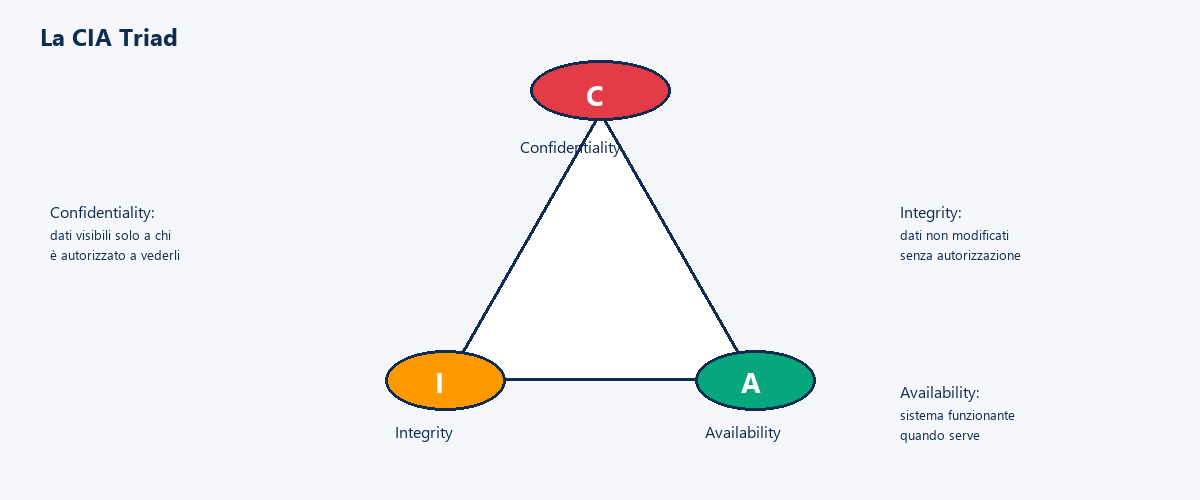 La CIA Triad
C
Confidentiality
Confidentiality:
dati visibili solo a chi
è autorizzato a vederli
Integrity:
dati non modificati
senza autorizzazione
I
A
Integrity
Availability
Availability:
sistema funzionante
quando serve